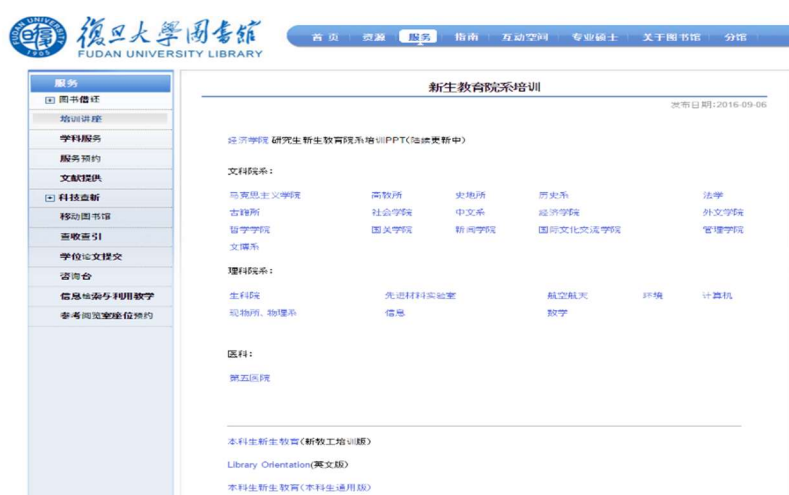 復旦大學圖書館
FUDAN UNIVERSITY LIBRARY
首页 资源 服务 指南 互动空间 专业硕士 关于图书馆 分馆
服务
图书借还
培训讲座
学科服务
服务预约
文献提供
科技查新
移动图书馆
查收查引
学位论文提交
咨询台
信息检索与利用教学
参考阅览室座位预约
新生教育院系培训
发布日期:2016-09-06
经济学院 研究生新生教育院系培训PPT(陆续更新中)
文科院系:
马克思主义学院 高教所 史地所 历史系 法学
古籍所 社会学院 中文系 经济学院 外文学院
哲学学院 国关学院 新闻学院 国际文化交流学院 管理学院
文博系
理科院系:
生科院 先进材料实验室 航空航天 环境 计算机
现物所、物理系 信息 数学
医科:
第五医院
本科生新生教育(新教工培训版)
Library Orientation(英文版)
本科生新生教育(本科生通用版)